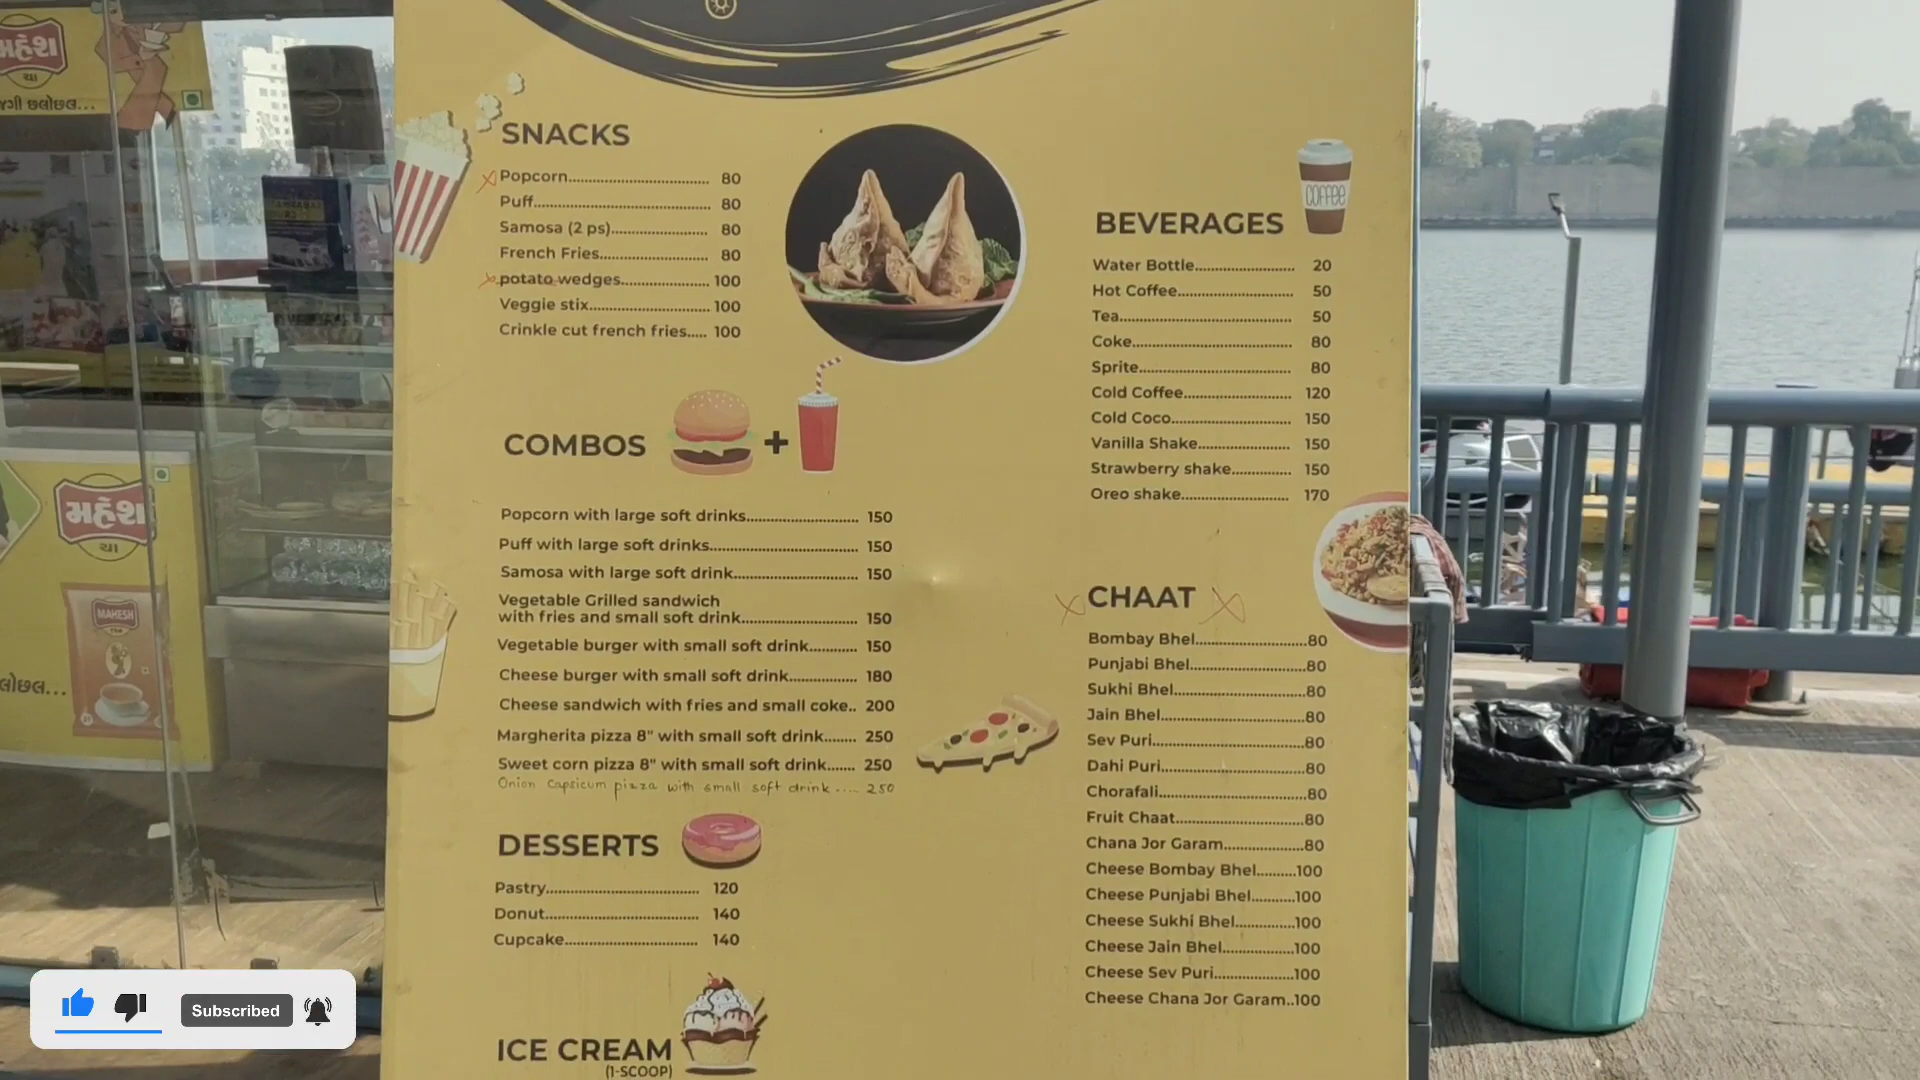 મહેશ
ચા
છલોછલ...
SNACKS
Popcorn 80
Puff 80
Samosa (2 ps) 80
French Fries 80
potato wedges 100
Veggie stix 100
Crinkle cut french fries 100
COMBOS +
Popcorn with large soft drinks 150
Puff with large soft drinks 150
Samosa with large soft drink 150
Vegetable Grilled sandwich
with fries and small soft drink 150
Vegetable burger with small soft drink 150
Cheese burger with small soft drink 180
Cheese sandwich with fries and small coke 200
Margherita pizza 8" with small soft drink 250
Sweet corn pizza 8" with small soft drink 250
Onion Capsicum pizza with small soft drink 250
DESSERTS
Pastry 120
Donut 140
Cupcake 140
ICE CREAM
(1-SCOOP)
COFFEE
BEVERAGES
Water Bottle 20
Hot Coffee 50
Tea 50
Coke 80
Sprite 80
Cold Coffee 120
Cold Coco 150
Vanilla Shake 150
Strawberry shake 150
Oreo shake 170
CHAAT
Bombay Bhel 80
Punjabi Bhel 80
Sukhi Bhel 80
Jain Bhel 80
Sev Puri 80
Dahi Puri 80
Chorafali 80
Fruit Chaat 80
Chana Jor Garam 80
Cheese Bombay Bhel 100
Cheese Punjabi Bhel 100
Cheese Sukhi Bhel 100
Cheese Jain Bhel 100
Cheese Sev Puri 100
Cheese Chana Jor Garam 100
મહેશ
ચા
MAHESH
Subscribed